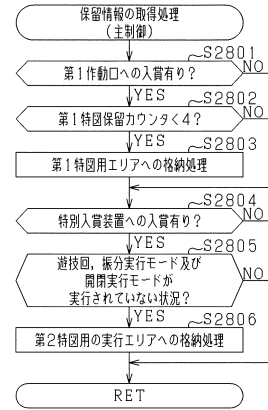 保留情報の取得処理
(主制御)
S2801
第1作動口への入賞有り?
NO
YES
S2802
第1特図保留カウンタ<4?
NO
YES
S2803
第1特図用エリアへの格納処理
S2804
特別入賞装置への入賞有り?
NO
YES
S2805
遊技回，振分実行モード及び
開閉実行モードが
実行されていない状況?
NO
YES
S2806
第2特図用の実行エリアへの格納処理
RET